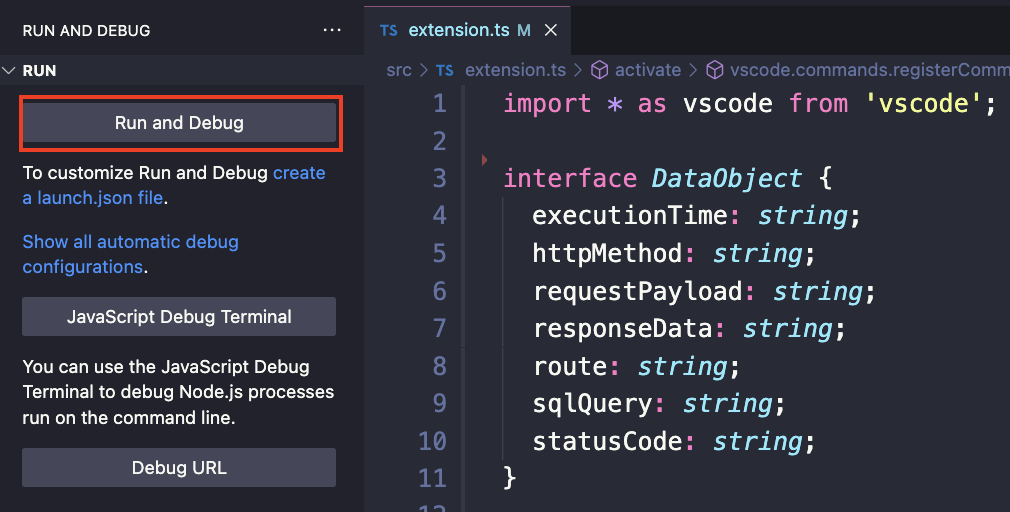 RUN AND DEBUG ···
RUN
Run and Debug
To customize Run and Debug create
a launch.json file.
Show all automatic debug
configurations.
JavaScript Debug Terminal
You can use the JavaScript Debug
Terminal to debug Node.js processes
run on the command line.
Debug URL
TS extension.ts M ×
src > TS extension.ts > activate > vscode.commands.registerComm
1 import * as vscode from 'vscode';
2
3 interface DataObject {
4 executionTime: string;
5 httpMethod: string;
6 requestPayload: string;
7 responseData: string;
8 route: string;
9 sqlQuery: string;
10 statusCode: string;
11 }